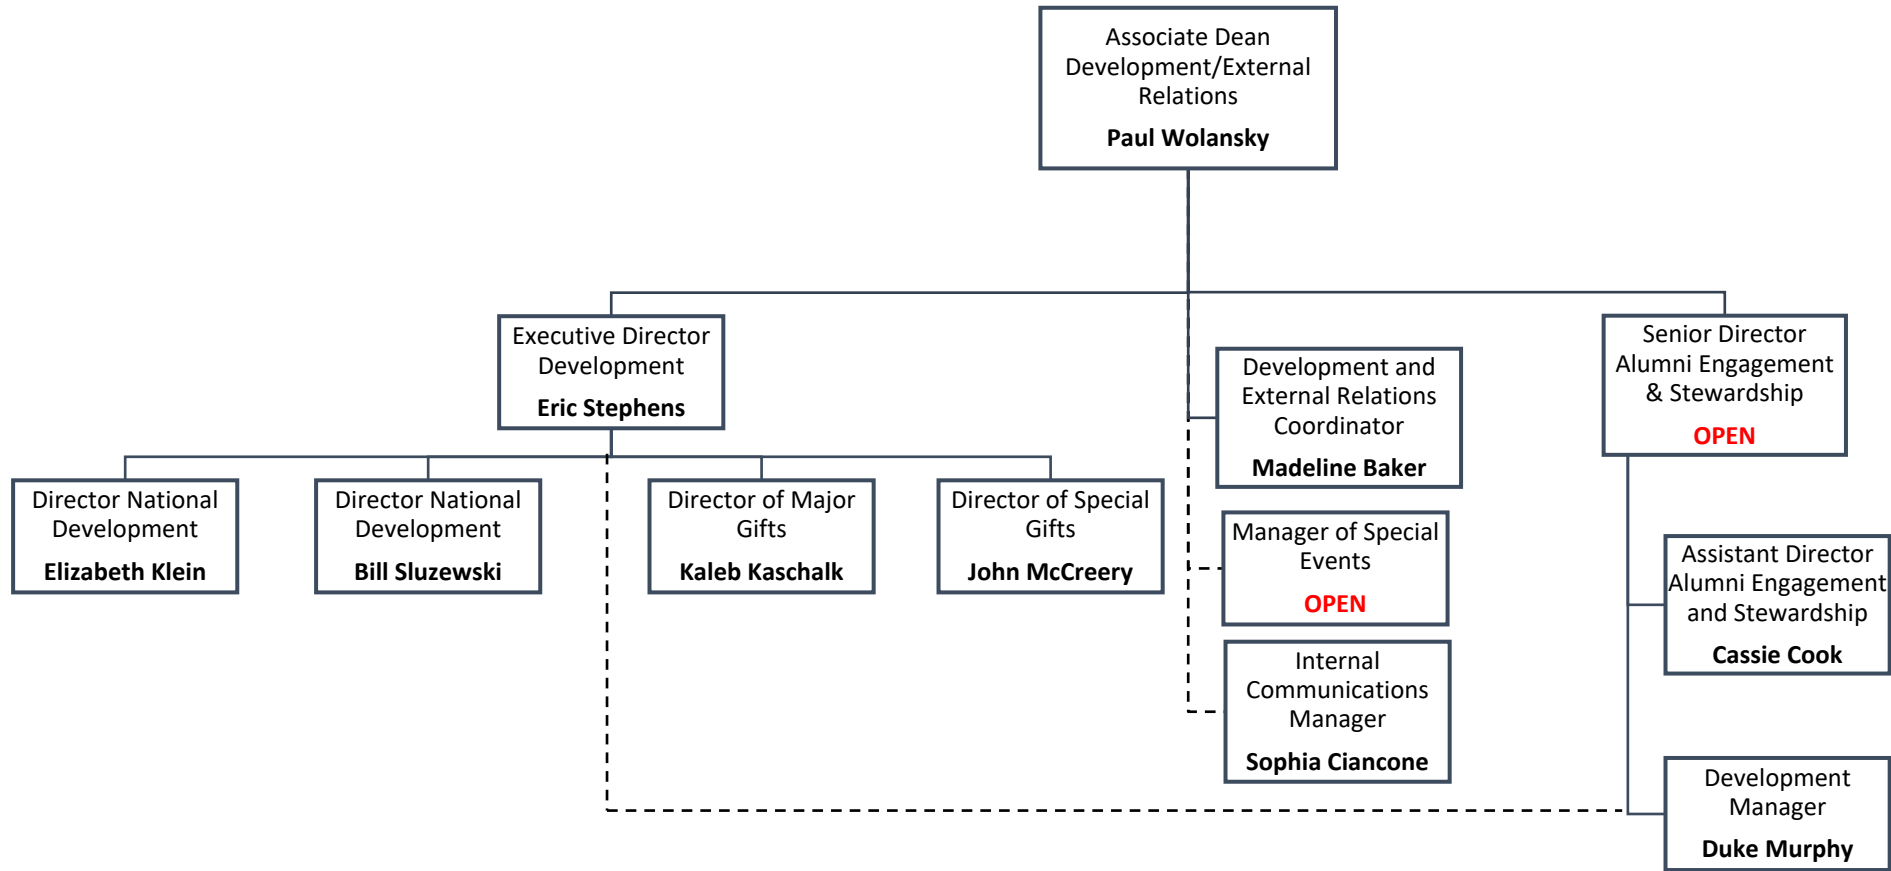 Associate Dean
Development/External
Relations
Paul Wolansky
Executive Director
Development
Eric Stephens
Director National
Development
Elizabeth Klein
Director National
Development
Bill Sluzewski
Director of Major
Gifts
Kaleb Kaschalk
Director of Special
Gifts
John McCreery
Development and
External Relations
Coordinator
Madeline Baker
Manager of Special
Events
OPEN
Internal
Communications
Manager
Sophia Ciancone
Senior Director
Alumni Engagement
& Stewardship
OPEN
Assistant Director
Alumni Engagement
and Stewardship
Cassie Cook
Development
Manager
Duke Murphy